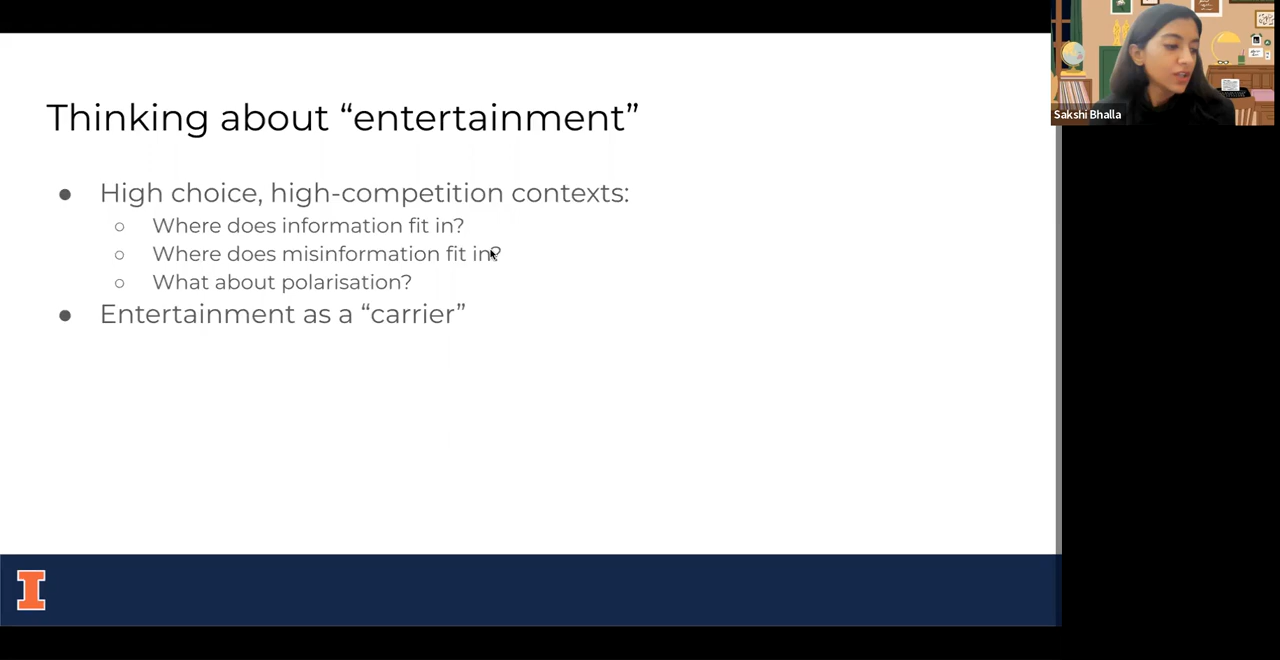 Thinking about “entertainment”
● High choice, high-competition contexts:
○ Where does information fit in?
○ Where does misinformation fit in?
○ What about polarisation?
● Entertainment as a “carrier”
Sakshi Bhalla
I